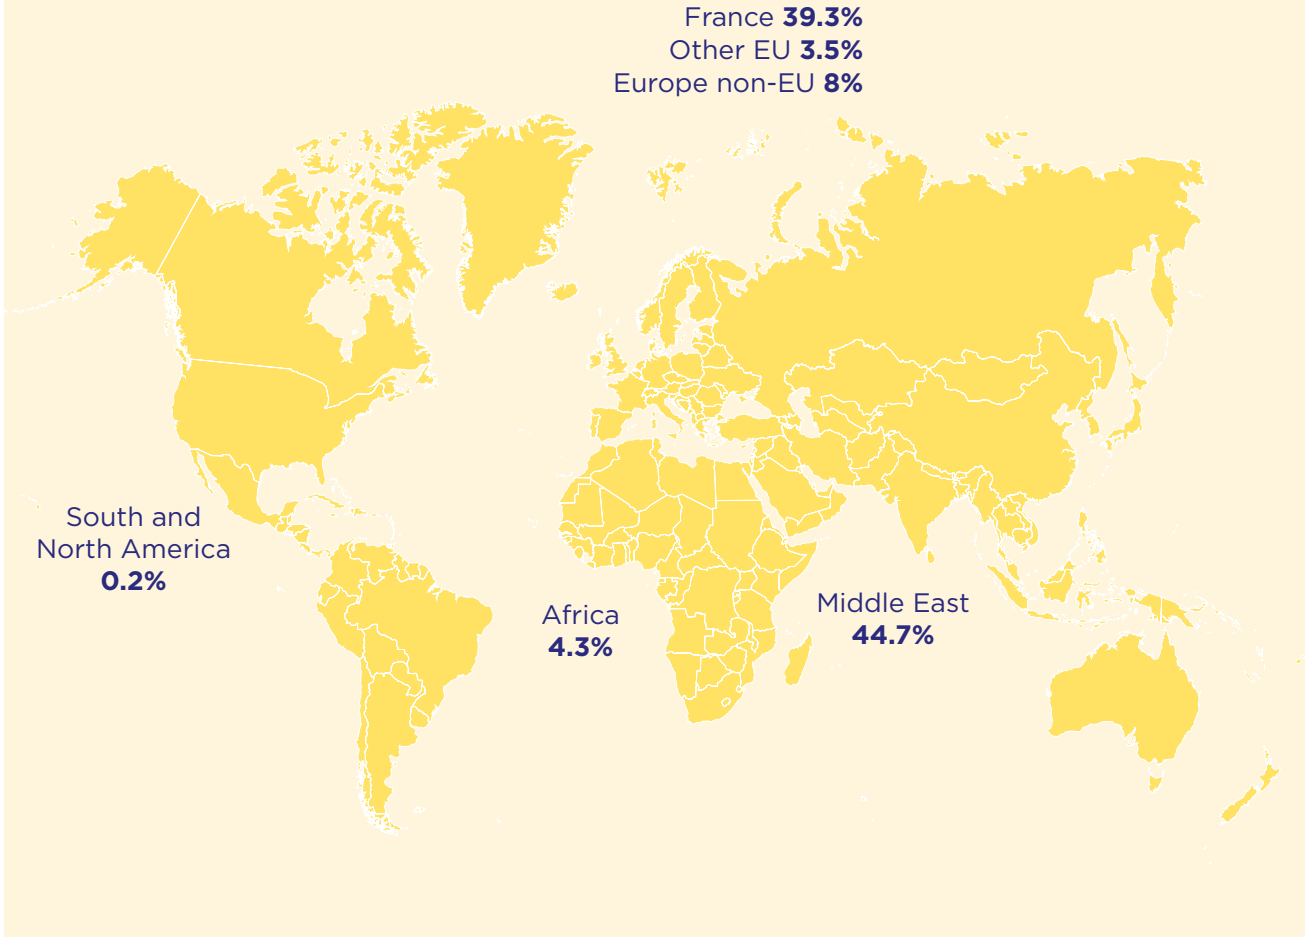 France 39.3%
Other EU 3.5%
Europe non-EU 8%
South and
North America
0.2%
Africa
4.3%
Middle East
44.7%